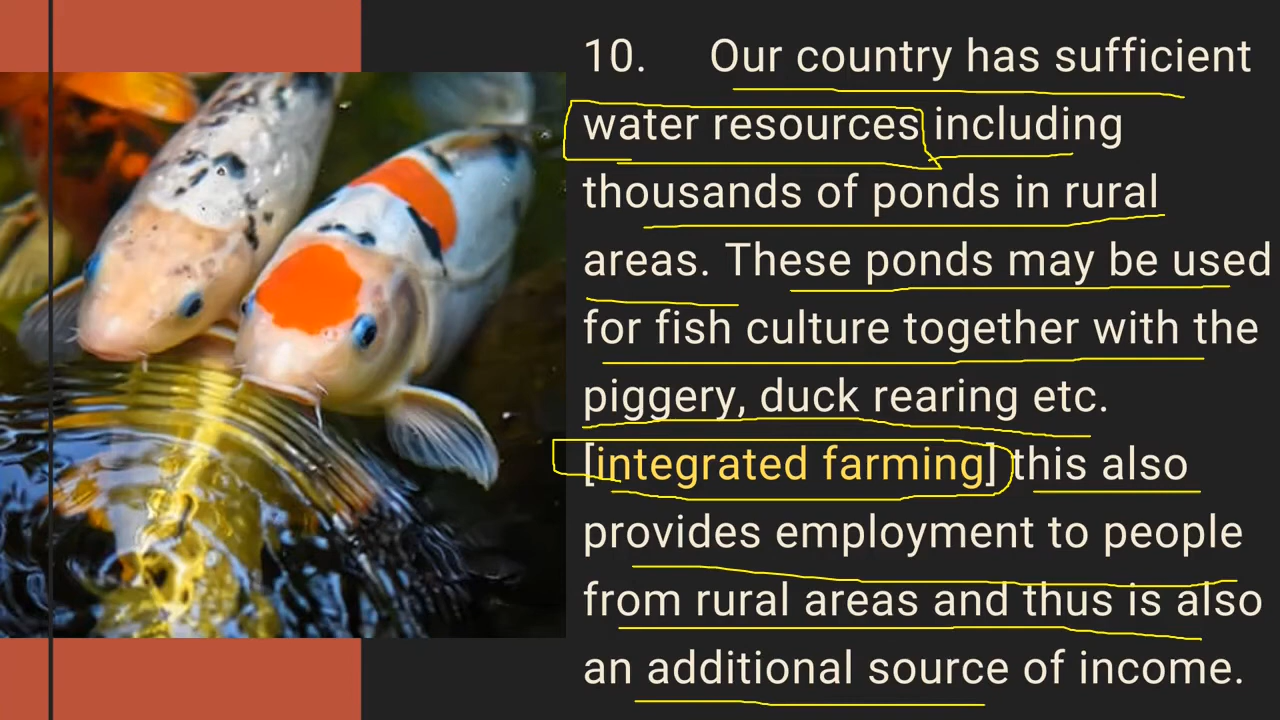 10. Our country has sufficient
water resources including
thousands of ponds in rural
areas. These ponds may be used
for fish culture together with the
piggery, duck rearing etc.
[integrated farming] this also
provides employment to people
from rural areas and thus is also
an additional source of income.